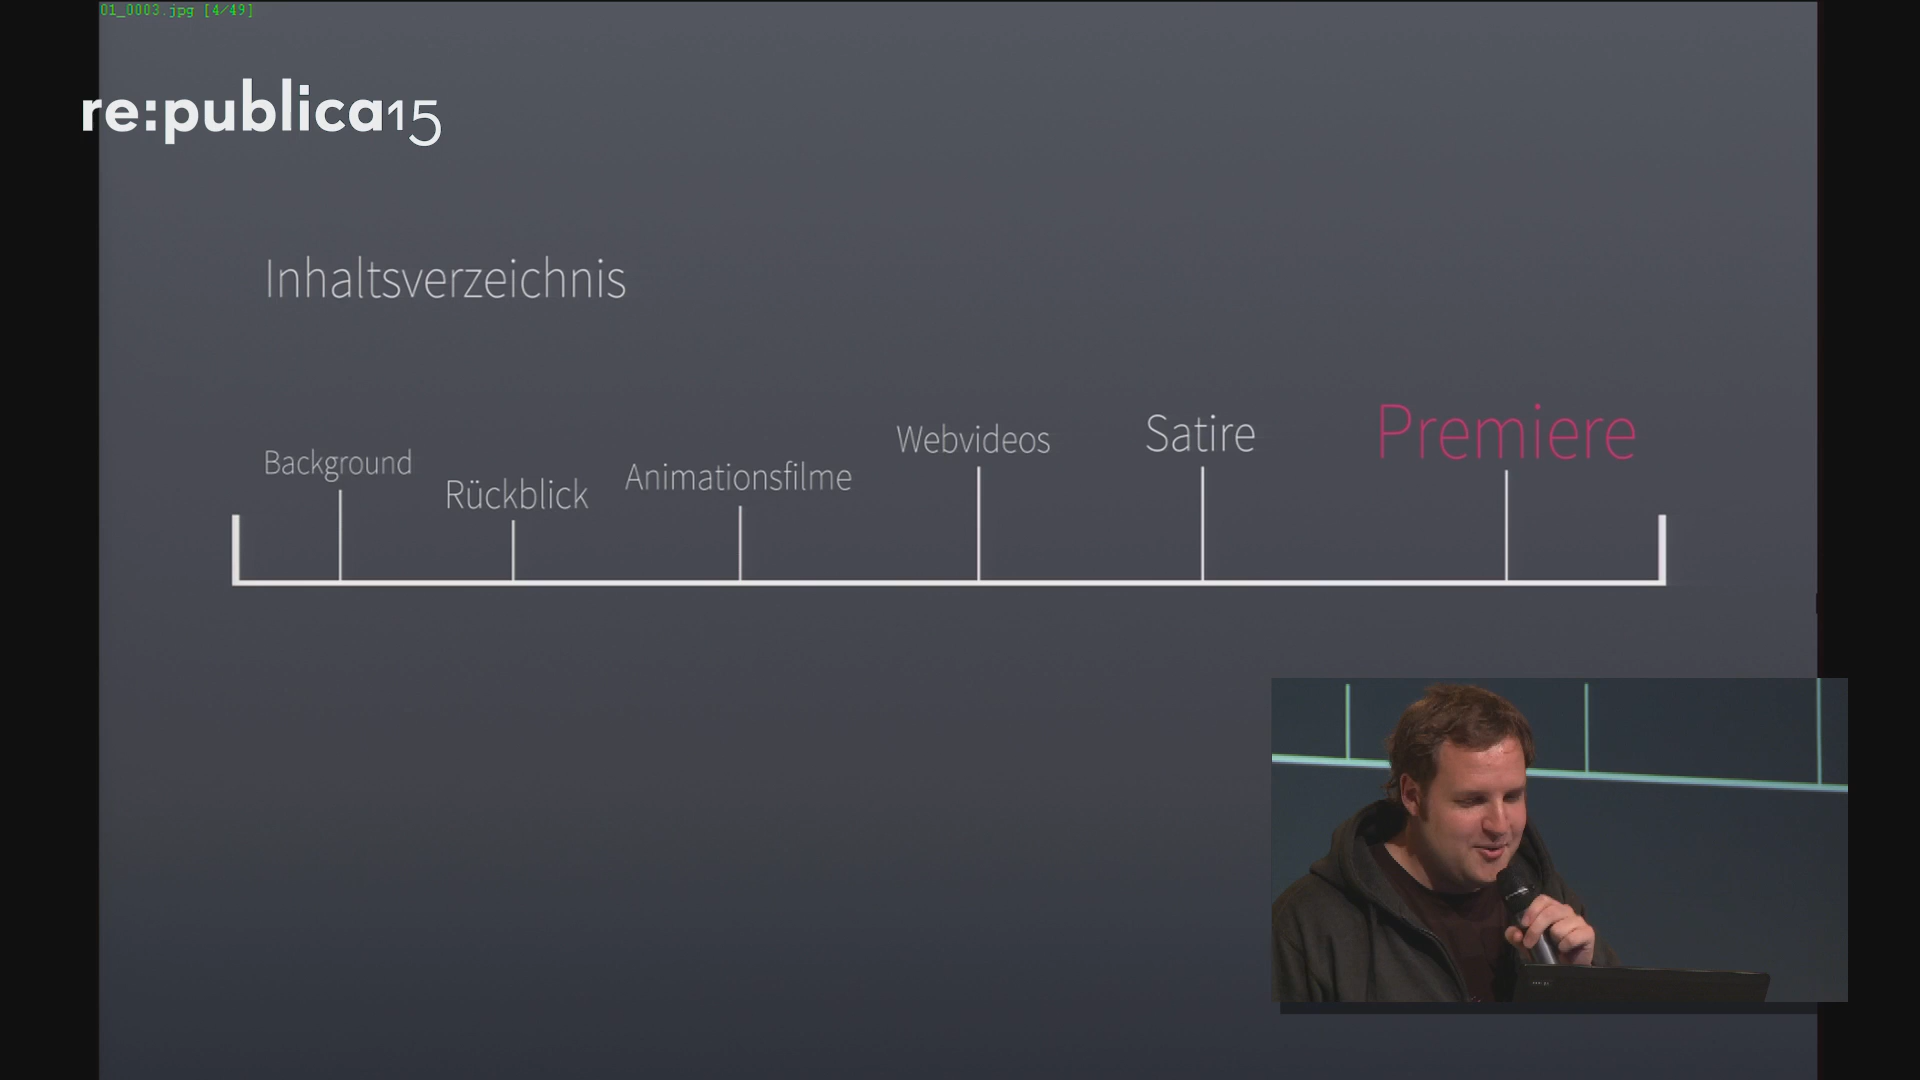 01_0003.jpg [4/49]
re:publica15
Inhaltsverzeichnis
Background
Rückblick
Animationsfilme
Webvideos
Satire
Premiere